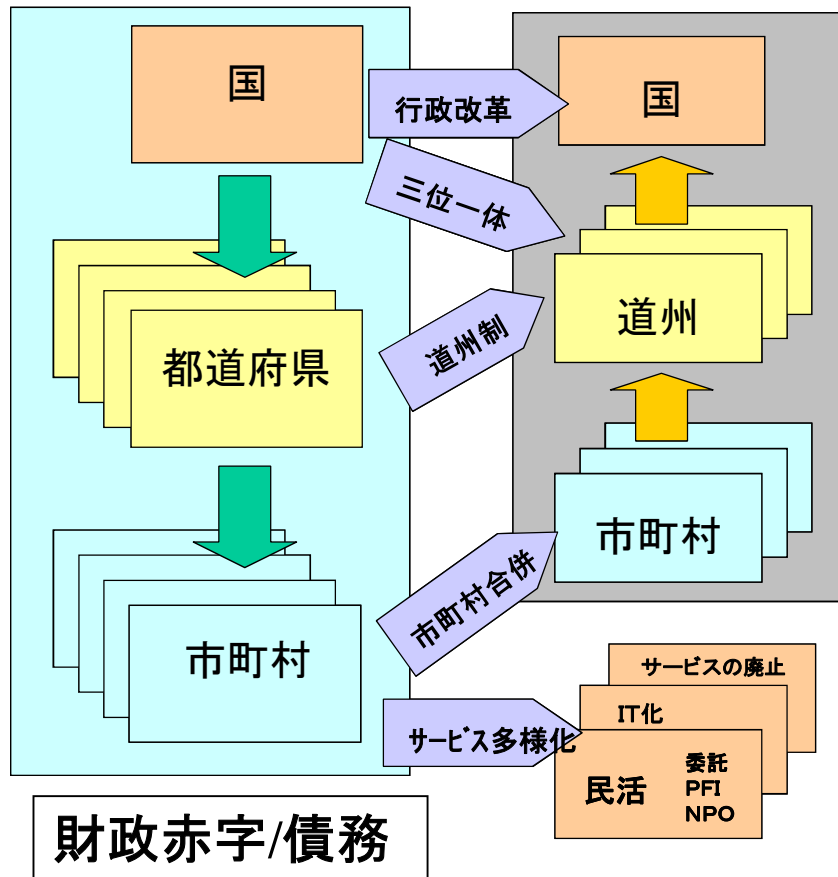 国
行政改革
国
三位一体
道州
都道府県
道州制
市町村
市町村合併
市町村
サービスの廃止
IT化
サービス多様化
民活
委託
PFI
NPO
財政赤字/債務